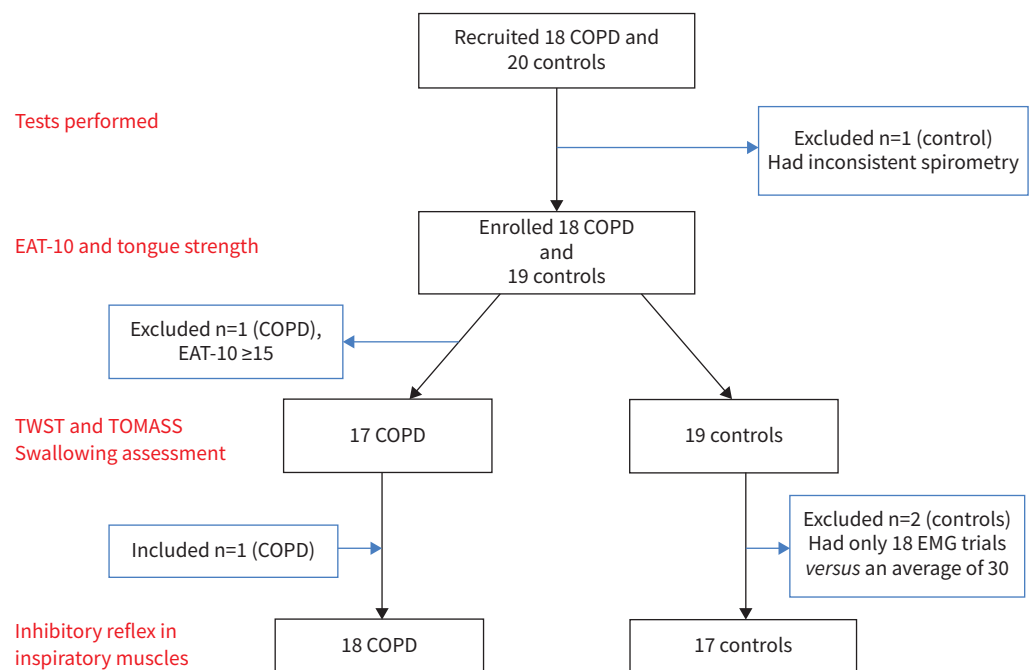 Recruited 18 COPD and
20 controls
Tests performed
Excluded n=1 (control)
Had inconsistent spirometry
EAT-10 and tongue strength
Enrolled 18 COPD
and
19 controls
Excluded n=1 (COPD),
EAT-10 ≥15
TWST and TOMASS
Swallowing assessment
17 COPD
19 controls
Included n=1 (COPD)
Excluded n=2 (controls)
Had only 18 EMG trials
versus an average of 30
Inhibitory reflex in
inspiratory muscles
18 COPD
17 controls